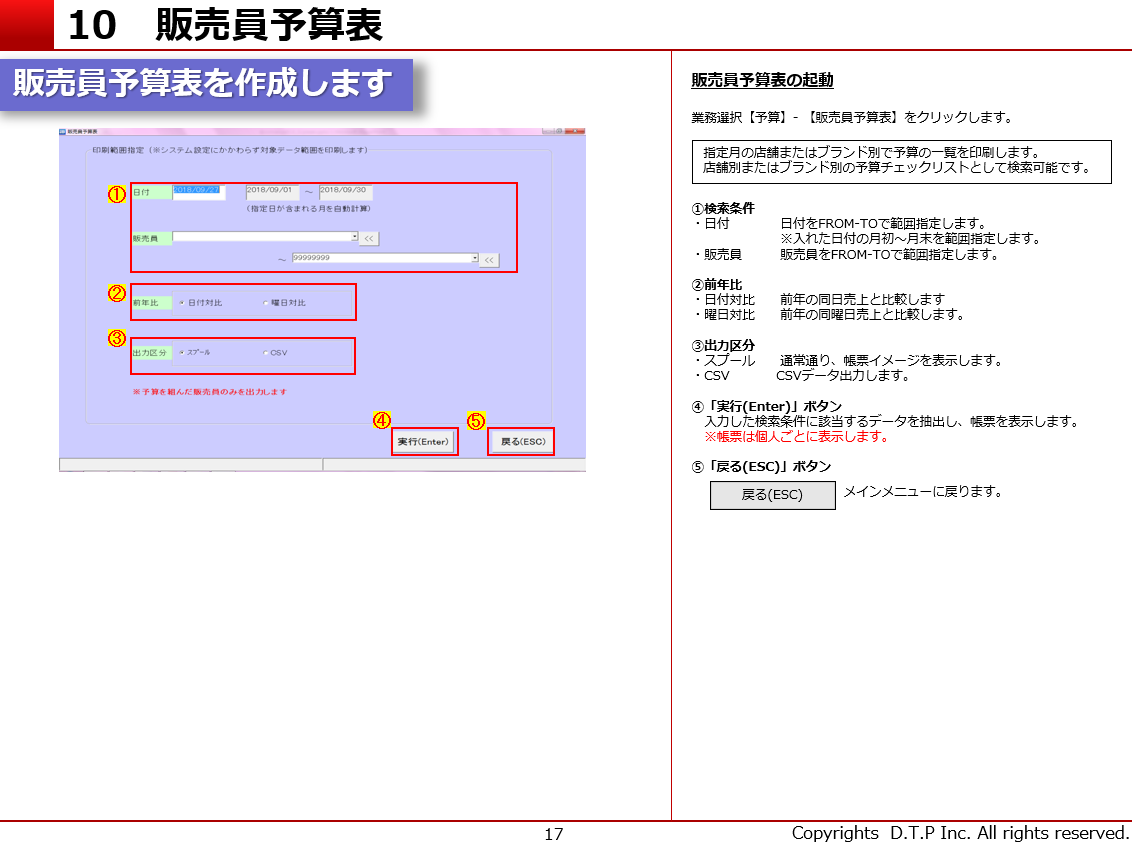 10 販売員予算表
販売員予算表を作成します
販売員予算表
印刷範囲指定（※システム設定にかかわらず対象データ範囲を印刷します）
①
日付 2018/09/27 2018/09/01 ～ 2018/09/30
（指定日が含まれる月を自動計算）
販売員 <<
～ 99999999 <<
②
前年比 日付対比 曜日対比
③
出力区分 スプール CSV
※予算を組んだ販売員のみを出力します
④ ⑤
実行(Enter) 戻る(ESC)
販売員予算表の起動
業務選択【予算】-【販売員予算表】をクリックします。
指定月の店舗またはブランド別で予算の一覧を印刷します。
店舗別またはブランド別の予算チェックリストとして検索可能です。
①検索条件
・日付 日付をFROM-TOで範囲指定します。
※入れた日付の月初～月末を範囲指定します。
・販売員 販売員をFROM-TOで範囲指定します。
②前年比
・日付対比 前年の同日売上と比較します
・曜日対比 前年の同曜日売上と比較します。
③出力区分
・スプール 通常通り、帳票イメージを表示します。
・CSV CSVデータ出力します。
④「実行(Enter)」ボタン
入力した検索条件に該当するデータを抽出し、帳票を表示します。
※帳票は個人ごとに表示します。
⑤「戻る(ESC)」ボタン
戻る(ESC) メインメニューに戻ります。
17
Copyrights D.T.P Inc. All rights reserved.